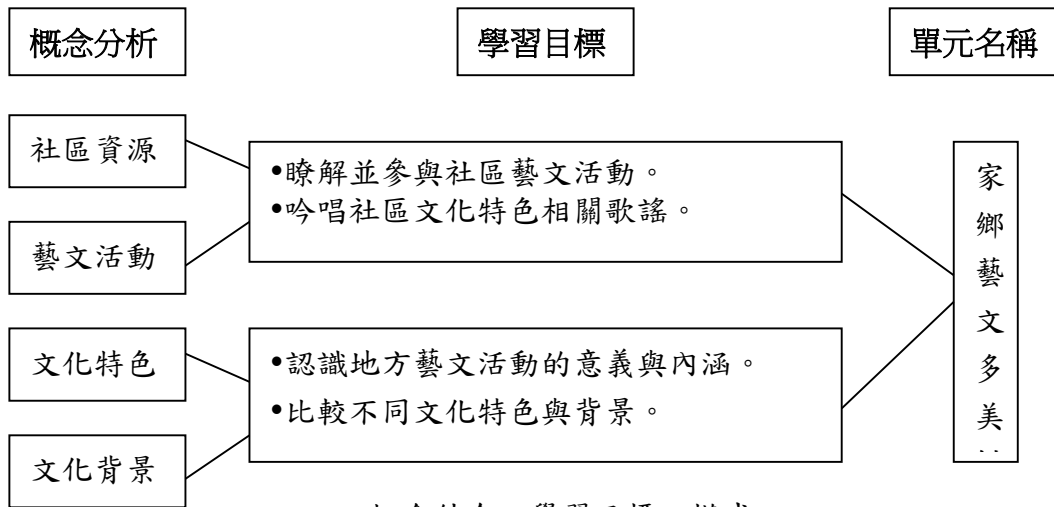 概念分析
學習目標
單元名稱
社區資源
藝文活動
•瞭解並參與社區藝文活動。
•吟唱社區文化特色相關歌謠。
文化特色
文化背景
•認識地方藝文活動的意義與內涵。
•比較不同文化特色與背景。
家
鄉
藝
文
多
美